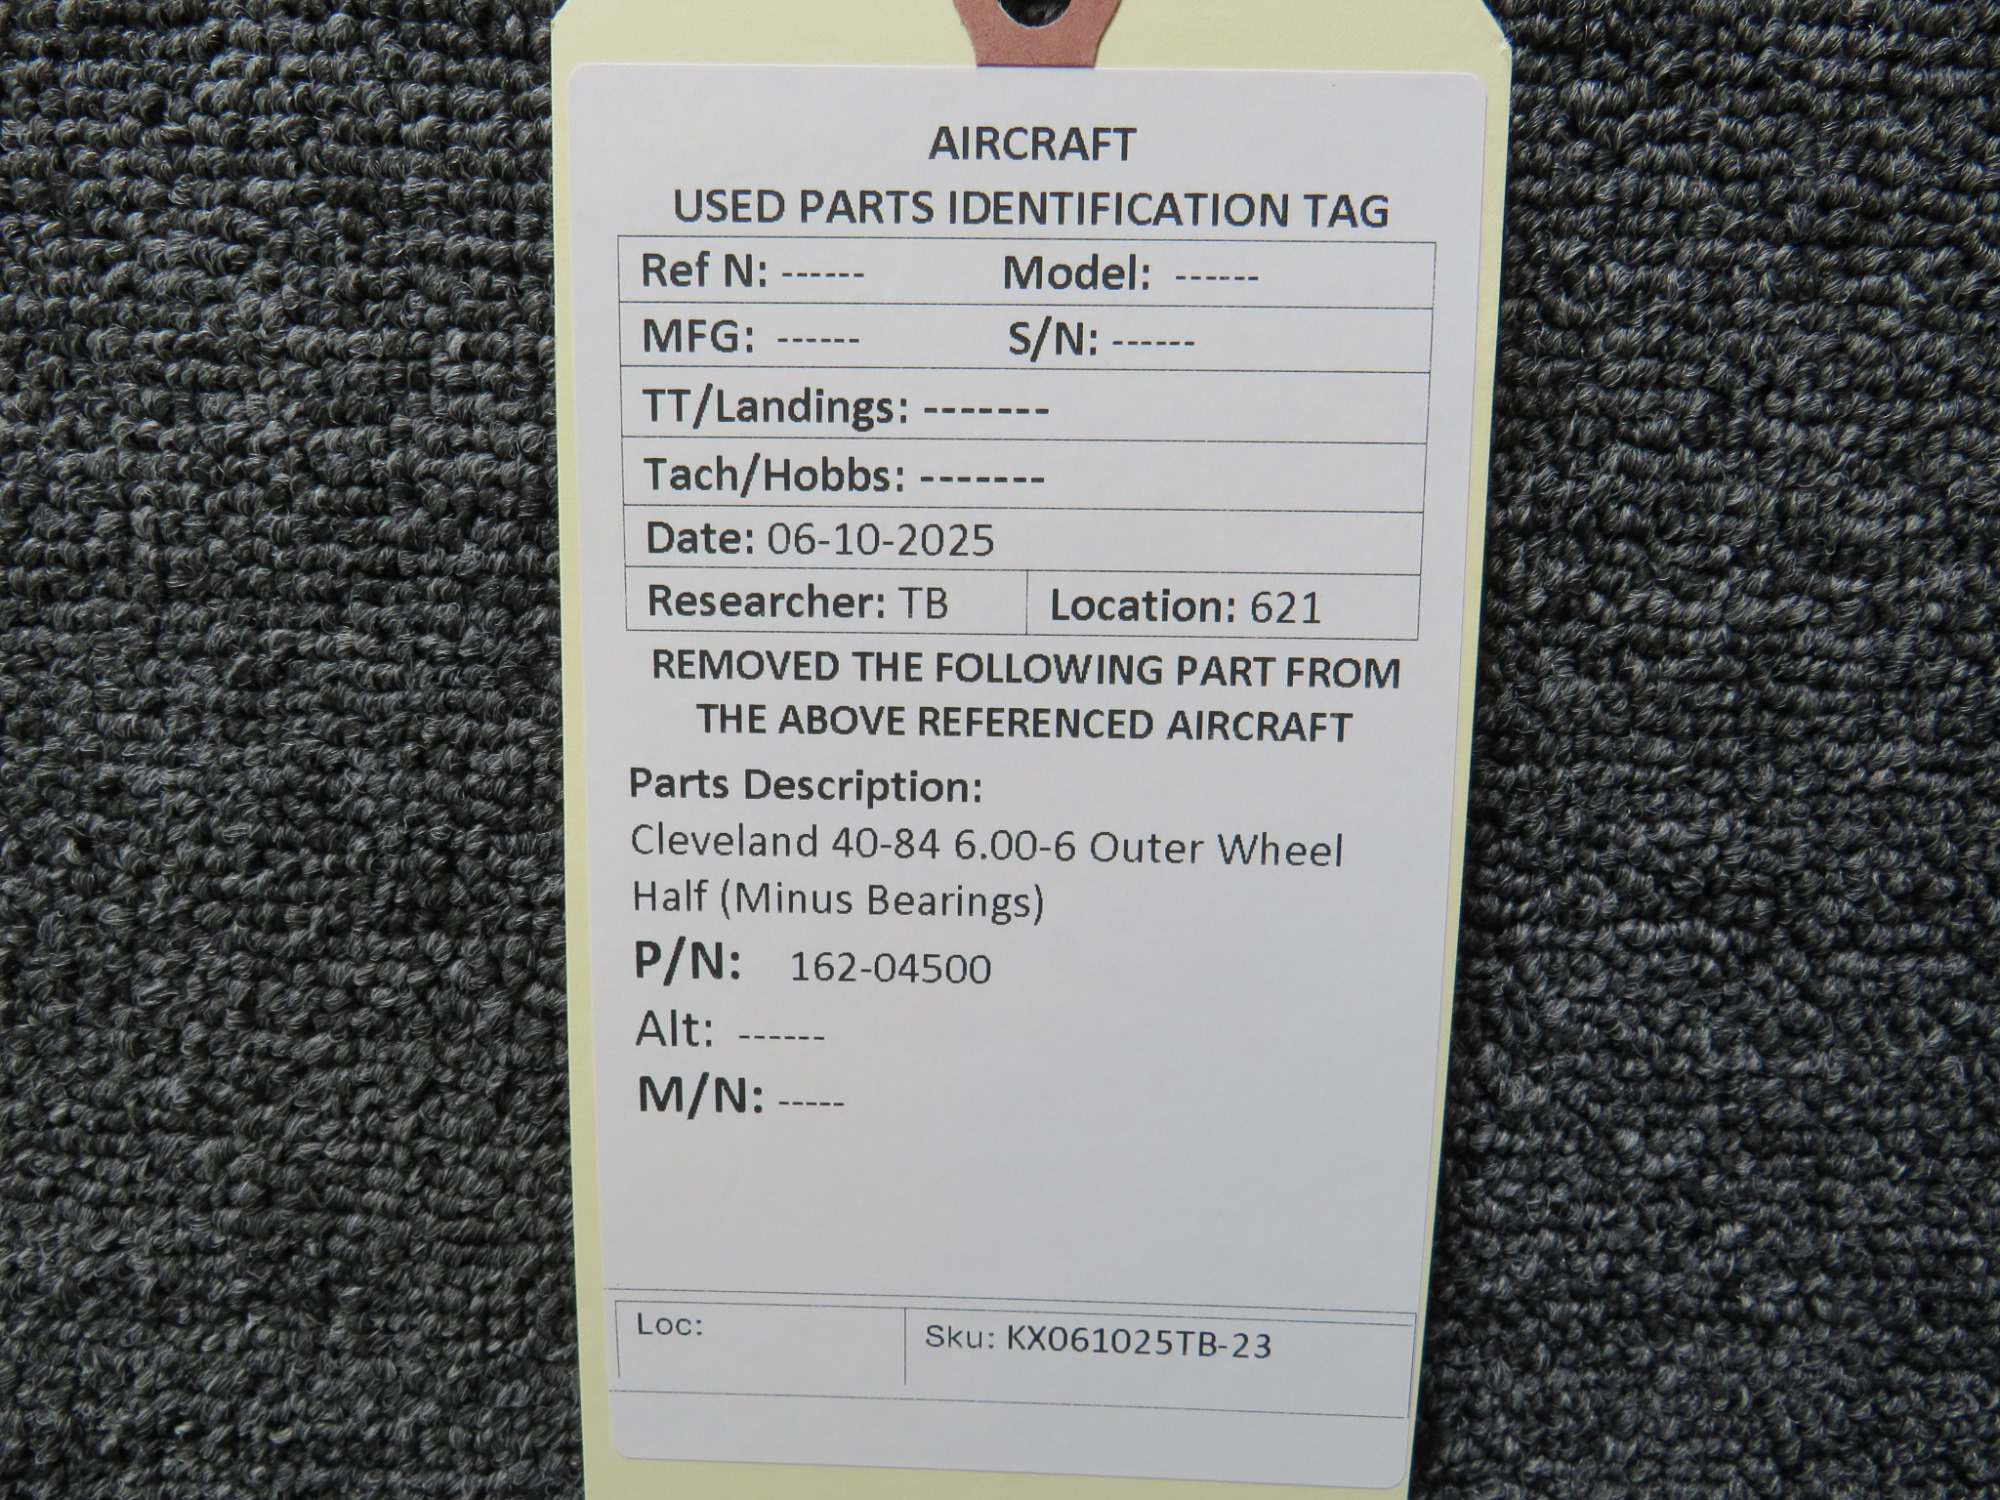 AIRCRAFT
USED PARTS IDENTIFICATION TAG
Ref N: ------ Model: ------
MFG: ------ S/N: ------
TT/Landings: -------
Tach/Hobbs: -------
Date: 06-10-2025
Researcher: TB Location: 621
REMOVED THE FOLLOWING PART FROM
THE ABOVE REFERENCED AIRCRAFT
Parts Description:
Cleveland 40-84 6.00-6 Outer Wheel
Half (Minus Bearings)
P/N: 162-04500
Alt: ------
M/N: -----
Loc: Sku: KX061025TB-23